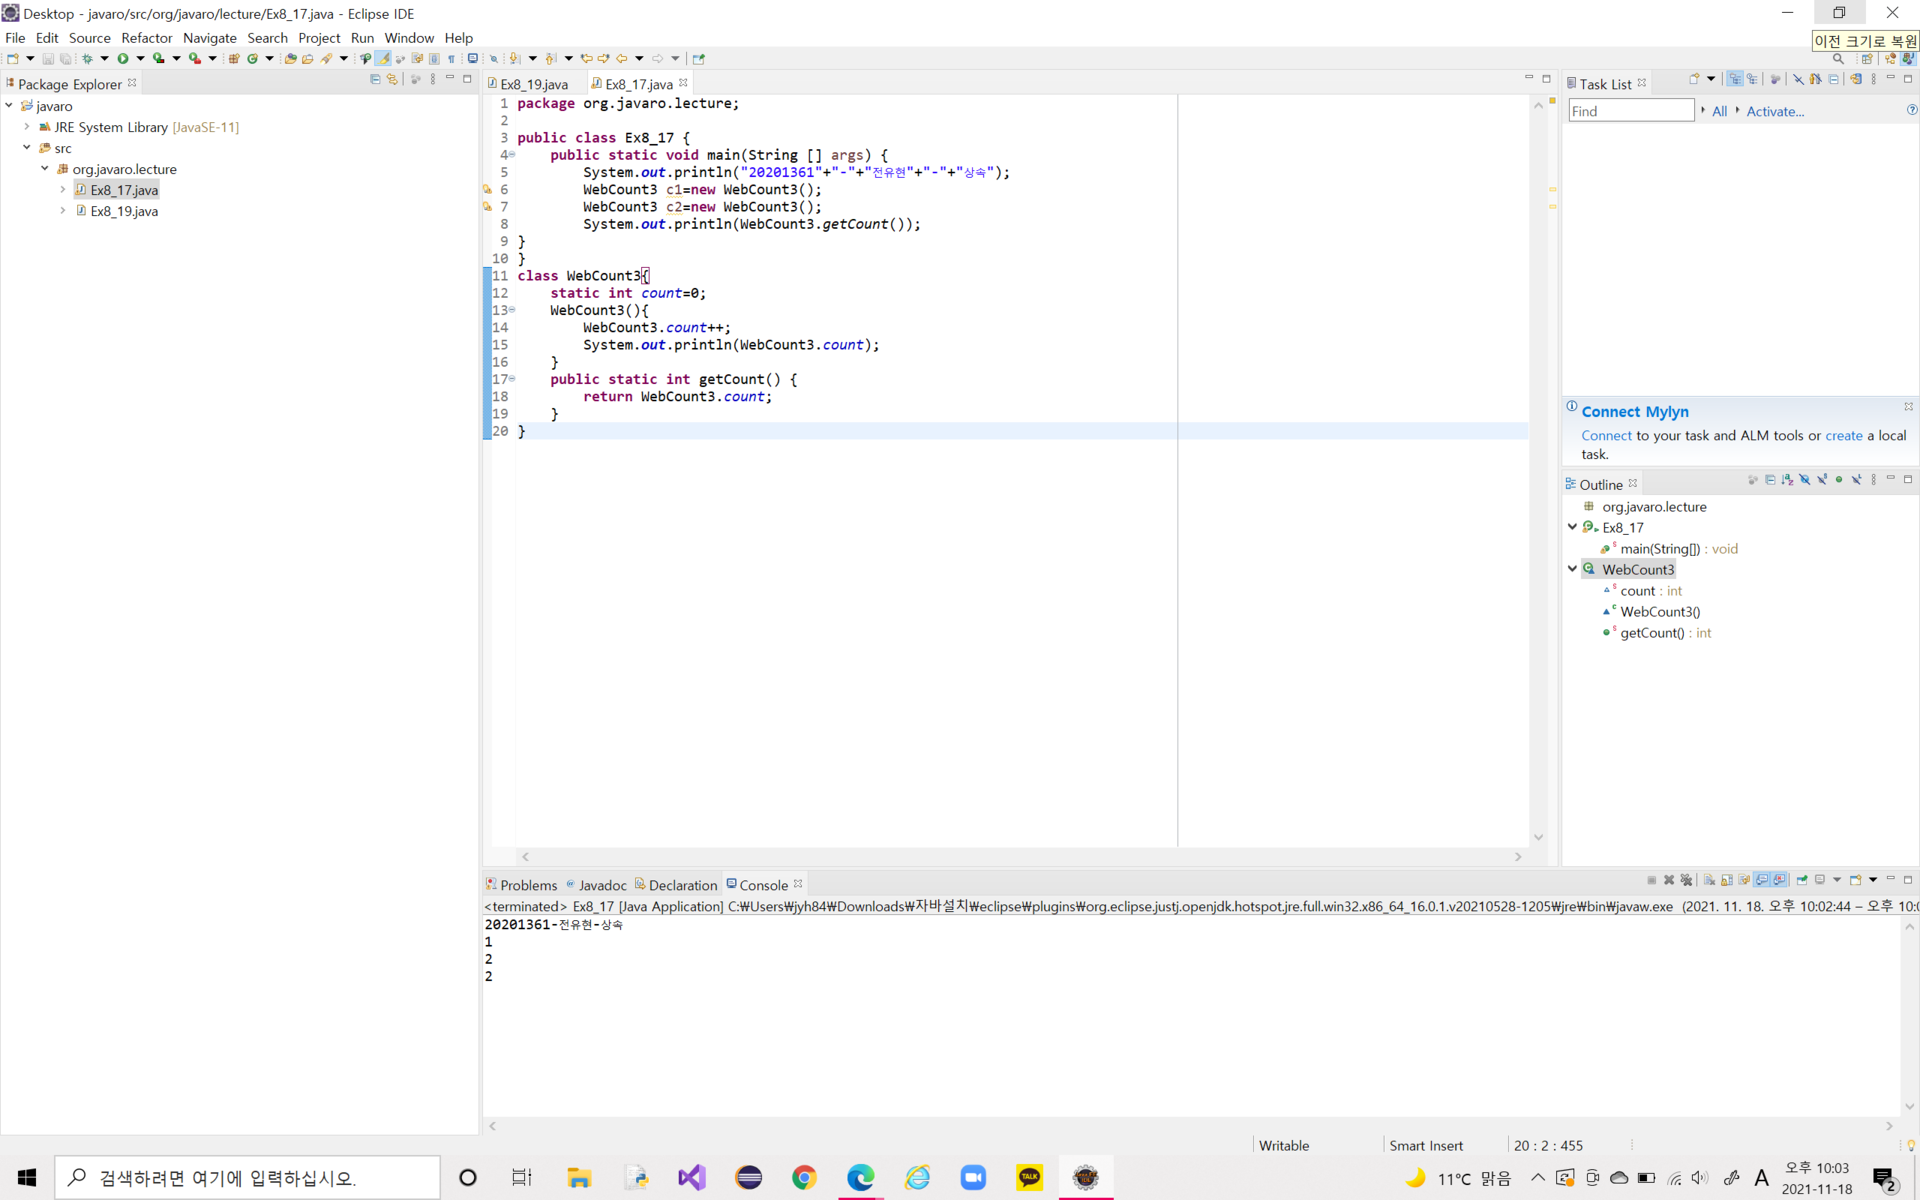 Desktop - javaro/src/org/javaro/lecture/Ex8_17.java - Eclipse IDE
File Edit Source Refactor Navigate Search Project Run Window Help
이전 크기로 복원
Package Explorer
javaro
JRE System Library [JavaSE-11]
src
org.javaro.lecture
Ex8_17.java
Ex8_19.java
Ex8_19.java Ex8_17.java
1 package org.javaro.lecture;
2
3 public class Ex8_17 {
4 public static void main(String [] args) {
5 System.out.println("20201361"+"-"+"전유현"+"-"+"상속");
6 WebCount3 c1=new WebCount3();
7 WebCount3 c2=new WebCount3();
8 System.out.println(WebCount3.getCount());
9 }
10 }
11 class WebCount3{
12 static int count=0;
13 WebCount3(){
14 WebCount3.count++;
15 System.out.println(WebCount3.count);
16 }
17 public static int getCount() {
18 return WebCount3.count;
19 }
20 }
Task List
Find All Activate...
Connect Mylyn
Connect to your task and ALM tools or create a local
task.
Outline
org.javaro.lecture
Ex8_17
main(String[]) : void
WebCount3
count : int
WebCount3()
getCount() : int
Problems Javadoc Declaration Console
<terminated> Ex8_17 [Java Application] C:₩Users₩jyh84₩Downloads₩자바설치₩eclipse₩plugins₩org.eclipse.justj.openjdk.hotspot.jre.full.win32.x86_64_16.0.1.v20210528-1205₩jre₩bin₩javaw.exe (2021. 11. 18. 오후 10:02:44 – 오후 10:0
20201361-전유현-상속
1
2
2
Writable Smart Insert 20 : 2 : 455
검색하려면 여기에 입력하십시오.
TALK
11°C 맑음
A
오후 10:03
2021-11-18
2